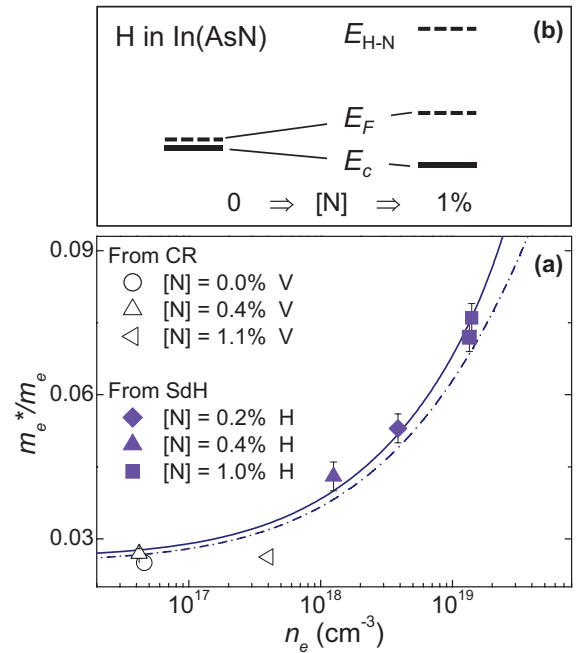 H in In(AsN)
E_H-N
(b)
E_F
E_c
0 ⇒ [N] ⇒ 1%
0.09
From CR
(a)
[N] = 0.0% V
[N] = 0.4% V
[N] = 1.1% V
0.06
From SdH
[N] = 0.2% H
[N] = 0.4% H
[N] = 1.0% H
m_e*/m_e
0.03
10^17
10^18
10^19
n_e (cm^-3)